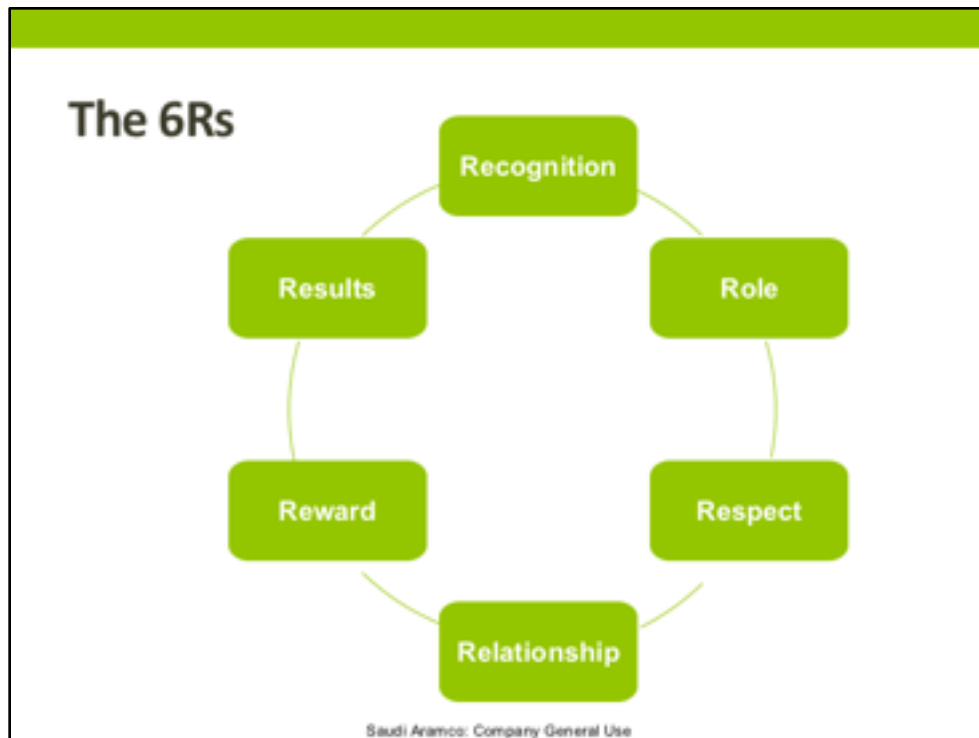 The 6Rs
Recognition
Role
Respect
Relationship
Reward
Results
Saudi Aramco: Company General Use